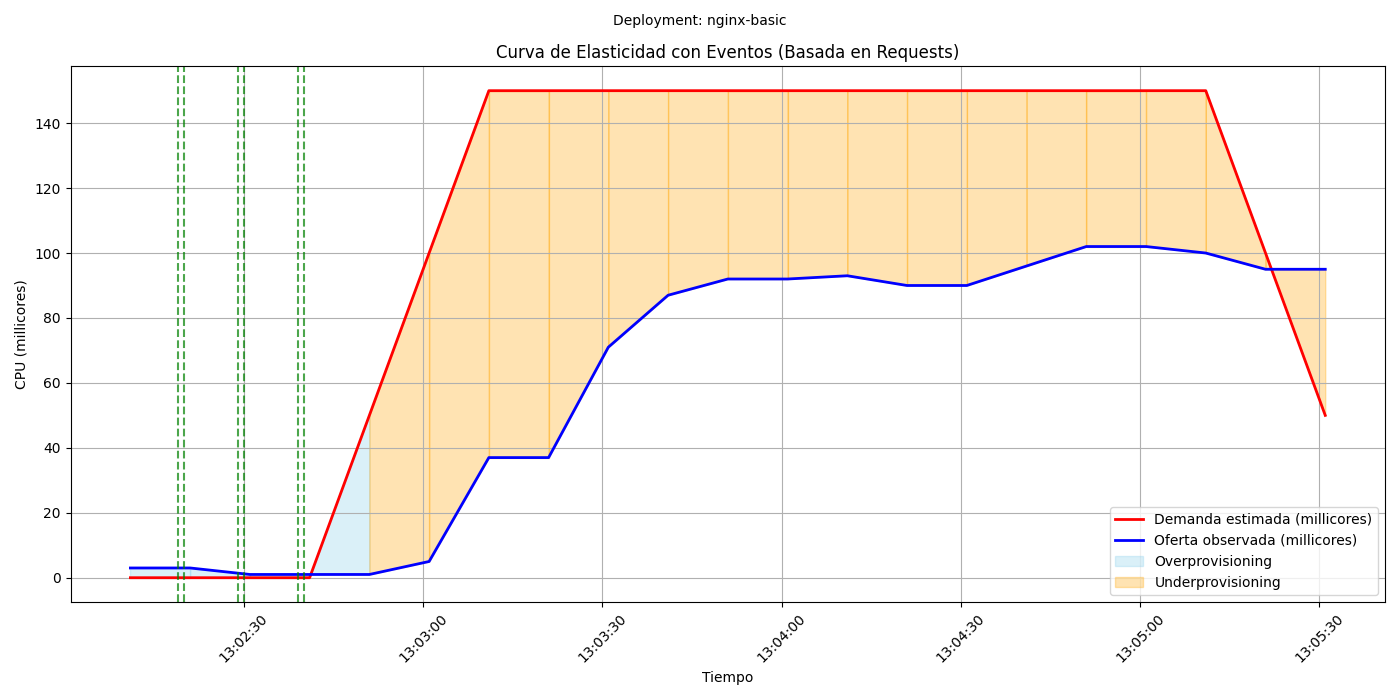 Deployment: nginx-basic
Curva de Elasticidad con Eventos (Basada en Requests)
CPU (millicores)
140
120
100
80
60
40
20
0
13:02:30
13:03:00
13:03:30
13:04:00
13:04:30
13:05:00
13:05:30
Tiempo
Demanda estimada (millicores)
Oferta observada (millicores)
Overprovisioning
Underprovisioning